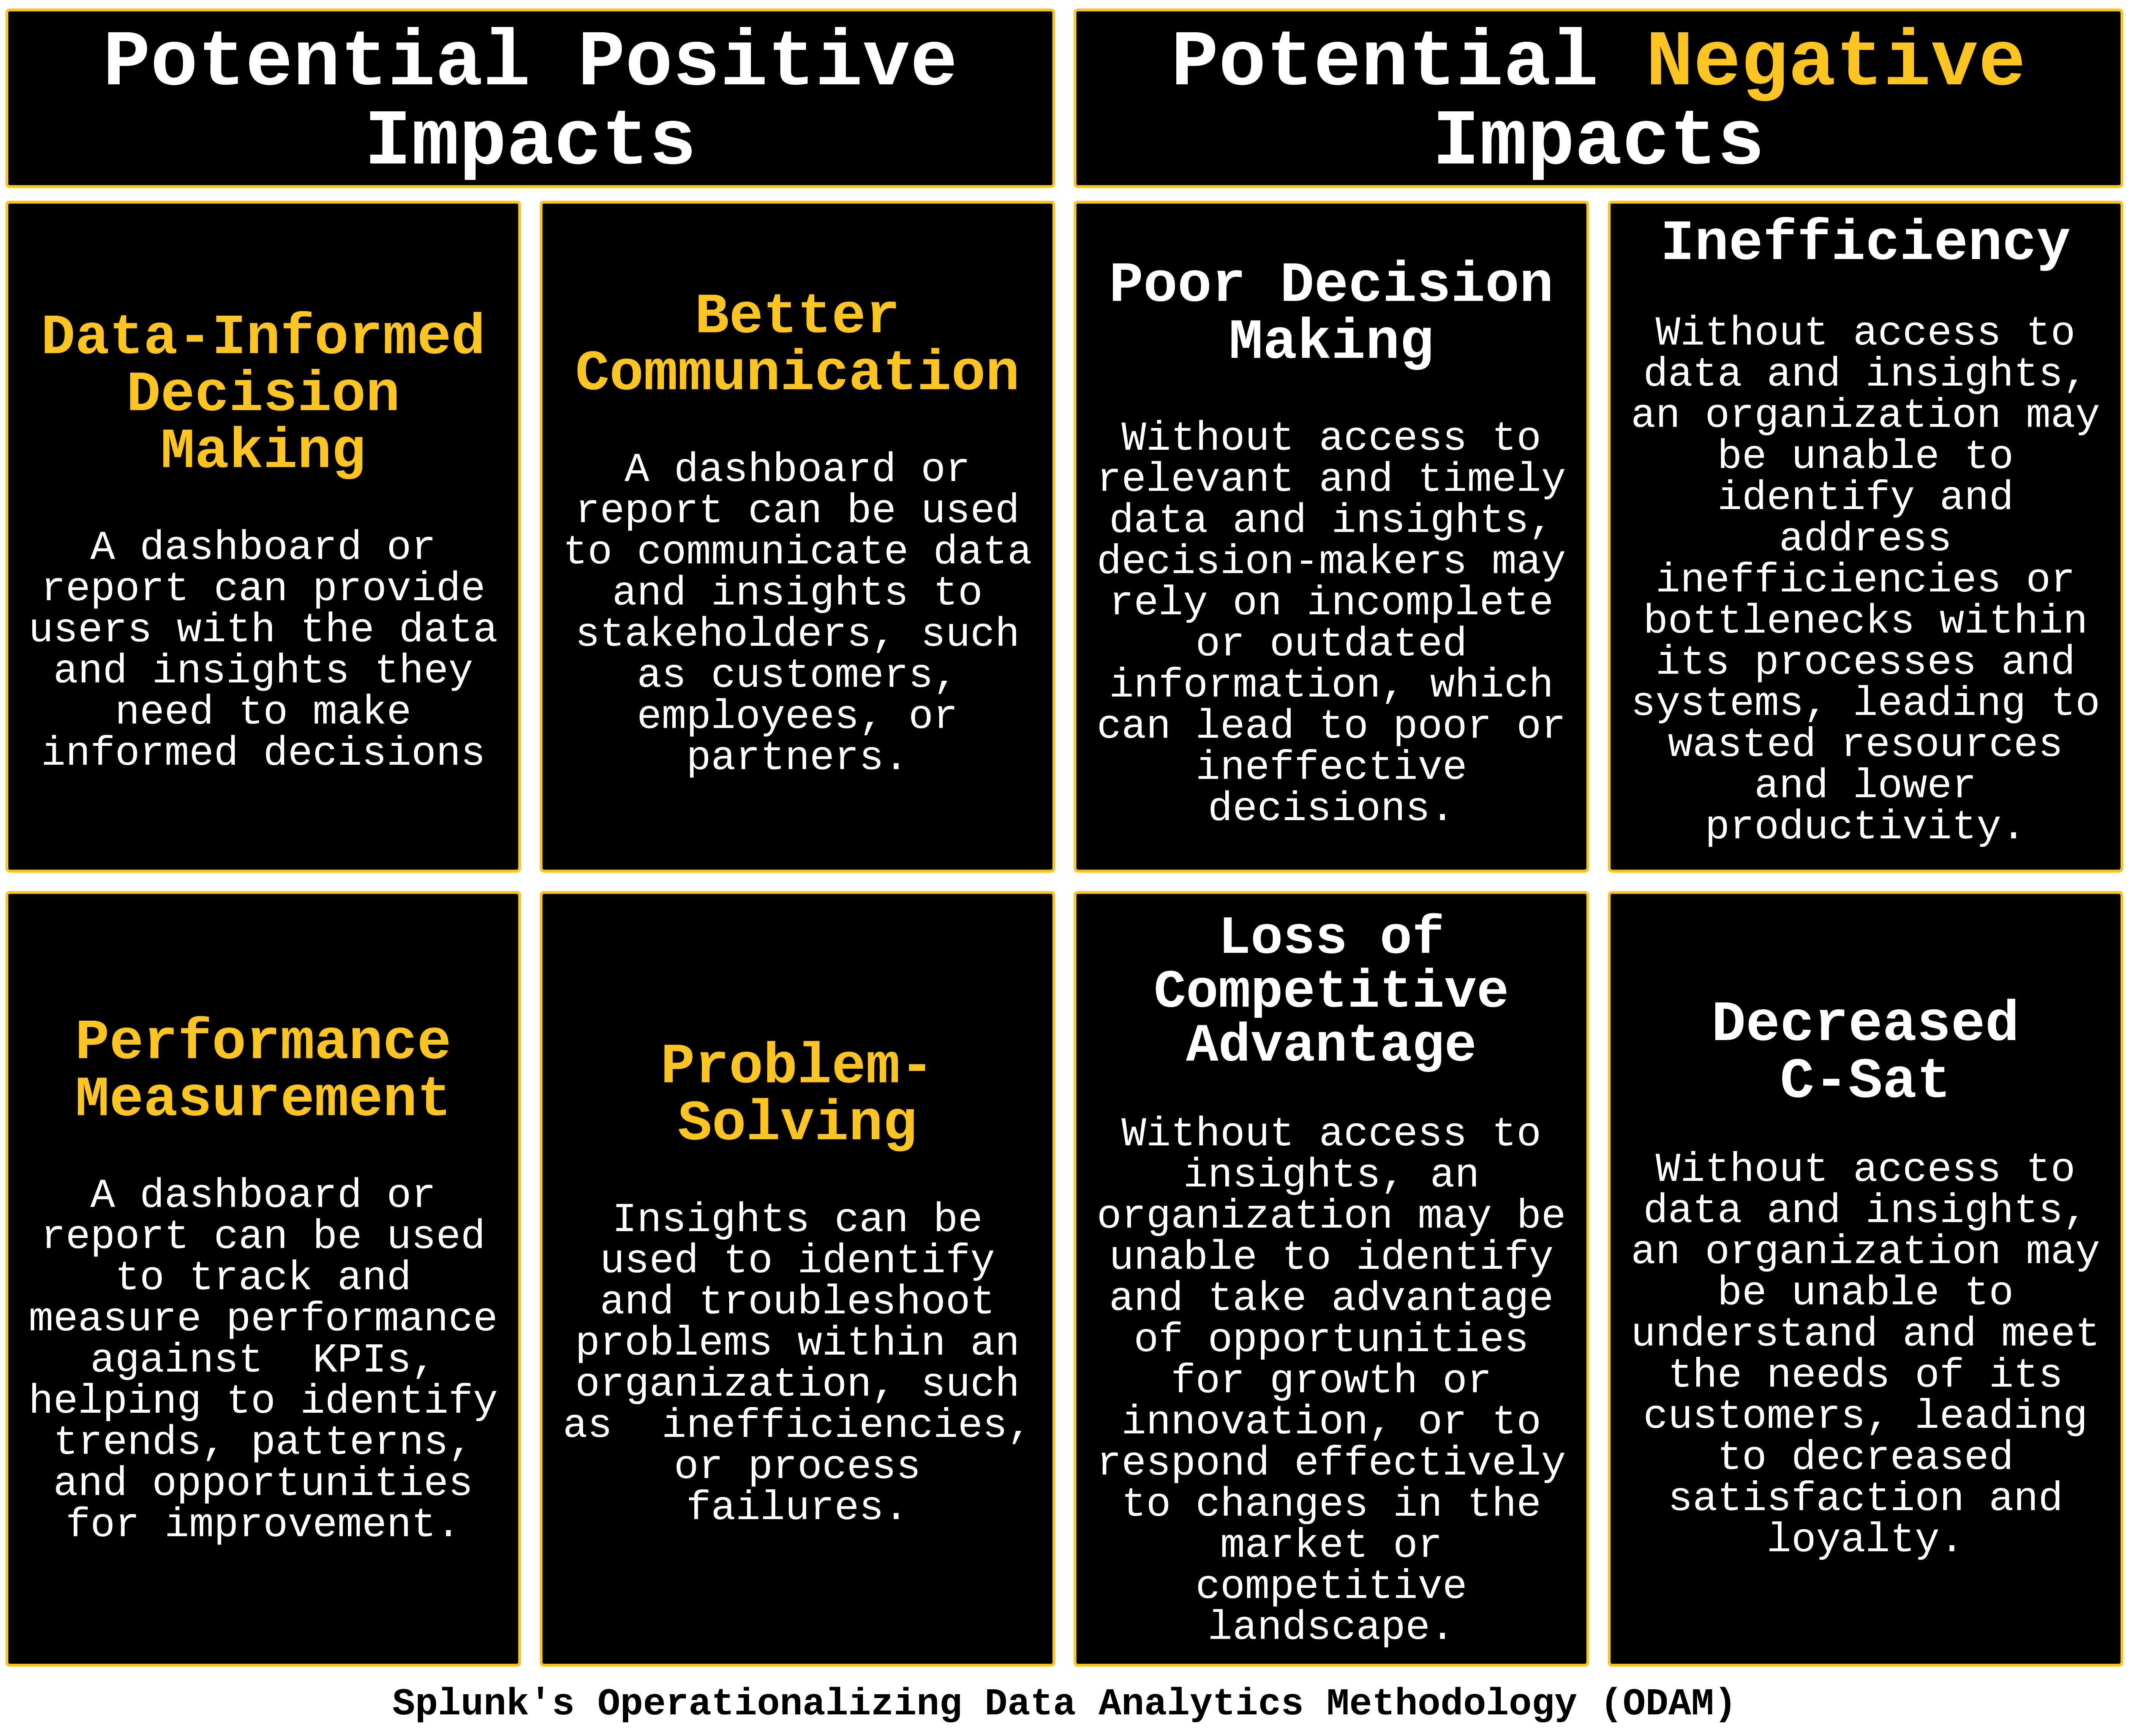 Potential Positive
Impacts
Potential Negative
Impacts
Data-Informed
Decision
Making
A dashboard or
report can provide
users with the data
and insights they
need to make
informed decisions
Better
Communication
A dashboard or
report can be used
to communicate data
and insights to
stakeholders, such
as customers,
employees, or
partners.
Poor Decision
Making
Without access to
relevant and timely
data and insights,
decision-makers may
rely on incomplete
or outdated
information, which
can lead to poor or
ineffective
decisions.
Inefficiency
Without access to
data and insights,
an organization may
be unable to
identify and
address
inefficiencies or
bottlenecks within
its processes and
systems, leading to
wasted resources
and lower
productivity.
Performance
Measurement
A dashboard or
report can be used
to track and
measure performance
against  KPIs,
helping to identify
trends, patterns,
and opportunities
for improvement.
Problem-
Solving
Insights can be
used to identify
and troubleshoot
problems within an
organization, such
as  inefficiencies,
or process
failures.
Loss of
Competitive
Advantage
Without access to
insights, an
organization may be
unable to identify
and take advantage
of opportunities
for growth or
innovation, or to
respond effectively
to changes in the
market or
competitive
landscape.
Decreased
C-Sat
Without access to
data and insights,
an organization may
be unable to
understand and meet
the needs of its
customers, leading
to decreased
satisfaction and
loyalty.
Splunk's Operationalizing Data Analytics Methodology (ODAM)